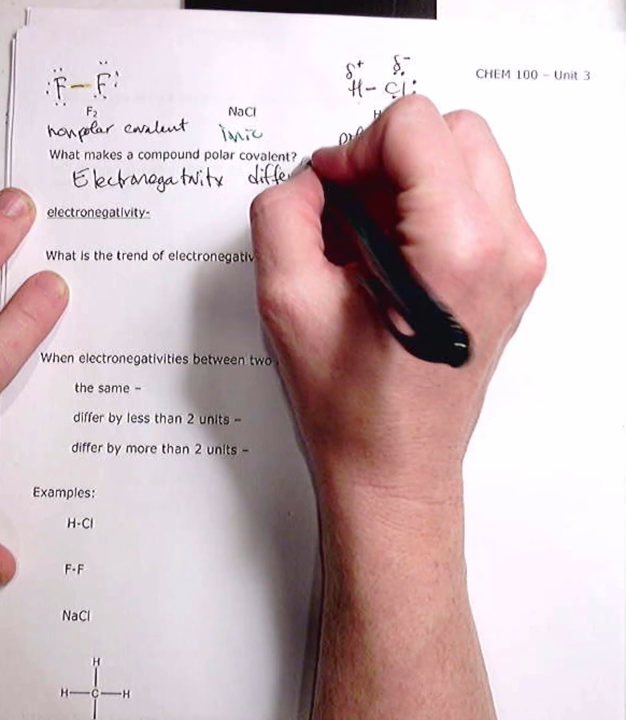 :F-F: δ+ δ-
H-Cl: CHEM 100 - Unit 3
F2 NaCl H
nonpolar covalent ionic
What makes a compound polar covalent?
Electronegativity
electronegativity-
What is the trend of
When electronegativities between two
the same -
differ by less than 2 units -
differ by more than 2 units -
Examples:
H-Cl
F-F
NaCl
H
H-C-H